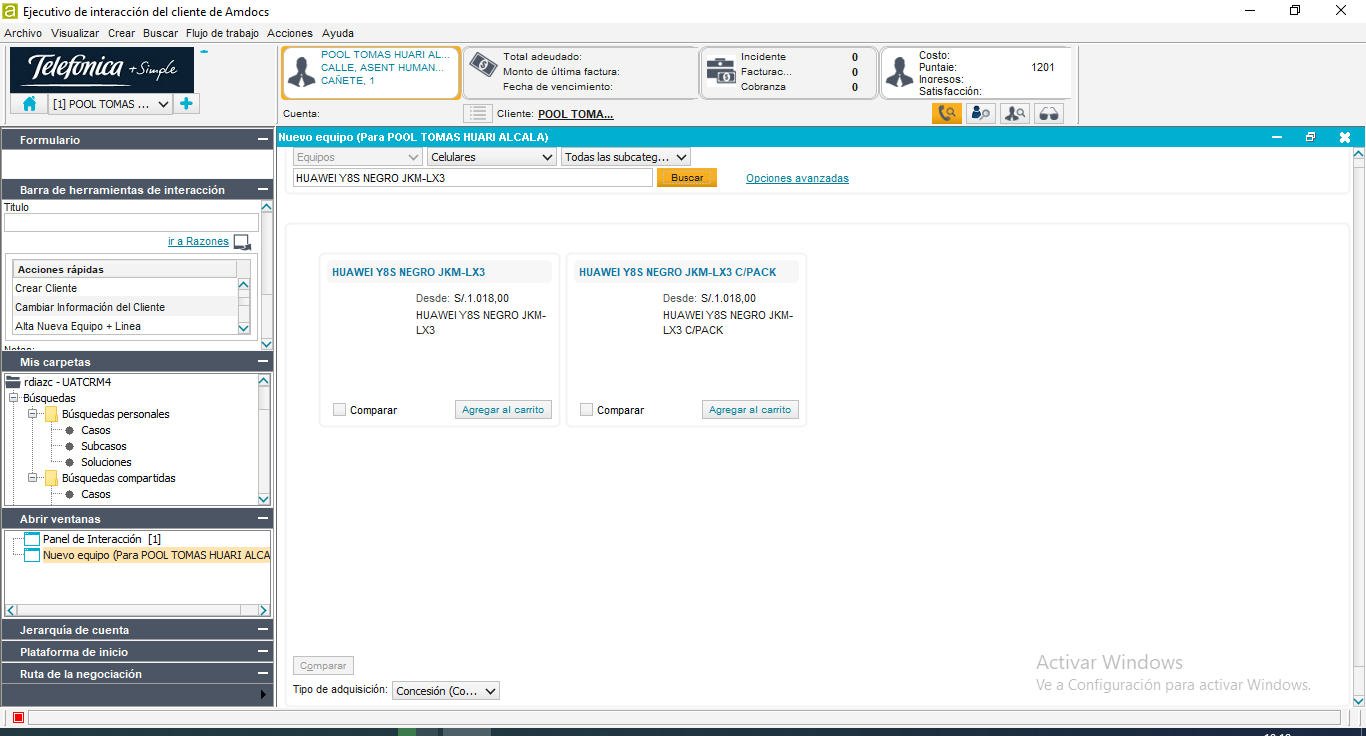 Ejecutivo de interacción del cliente de Amdocs
Archivo Visualizar Crear Buscar Flujo de trabajo Acciones Ayuda
Telefónica +Simple
[1] POOL TOMAS ...
POOL TOMAS HUARI AL...
CALLE, ASENT HUMAN...
CAÑETE, 1
Total adeudado:
Monto de última factura:
Fecha de vencimiento:
Incidente 0
Facturac... 0
Cobranza 0
Costo:
Puntaie: 1201
Ingresos:
Satisfacción:
Cuenta:
Cliente: POOL TOMA...
Formulario
Barra de herramientas de interacción
Título
ir a Razones
Acciones rápidas
Crear Cliente
Cambiar Información del Cliente
Alta Nueva Equipo + Linea
Notas:
Mis carpetas
rdiazc - UATCRM4
Búsquedas
Búsquedas personales
Casos
Subcasos
Soluciones
Búsquedas compartidas
Casos
Abrir ventanas
Panel de Interacción [1]
Nuevo equipo (Para POOL TOMAS HUARI ALCA
Jerarquía de cuenta
Plataforma de inicio
Ruta de la negociación
Nuevo equipo (Para POOL TOMAS HUARI ALCALA)
Equipos
Celulares
Todas las subcateg...
HUAWEI Y8S NEGRO JKM-LX3
Buscar
Opciones avanzadas
HUAWEI Y8S NEGRO JKM-LX3
Desde: S/.1.018,00
HUAWEI Y8S NEGRO JKM-
LX3
Comparar
Agregar al carrito
HUAWEI Y8S NEGRO JKM-LX3 C/PACK
Desde: S/.1.018,00
HUAWEI Y8S NEGRO JKM-
LX3 C/PACK
Comparar
Agregar al carrito
Comparar
Tipo de adquisición: Concesión (Co...
Activar Windows
Ve a Configuración para activar Windows.